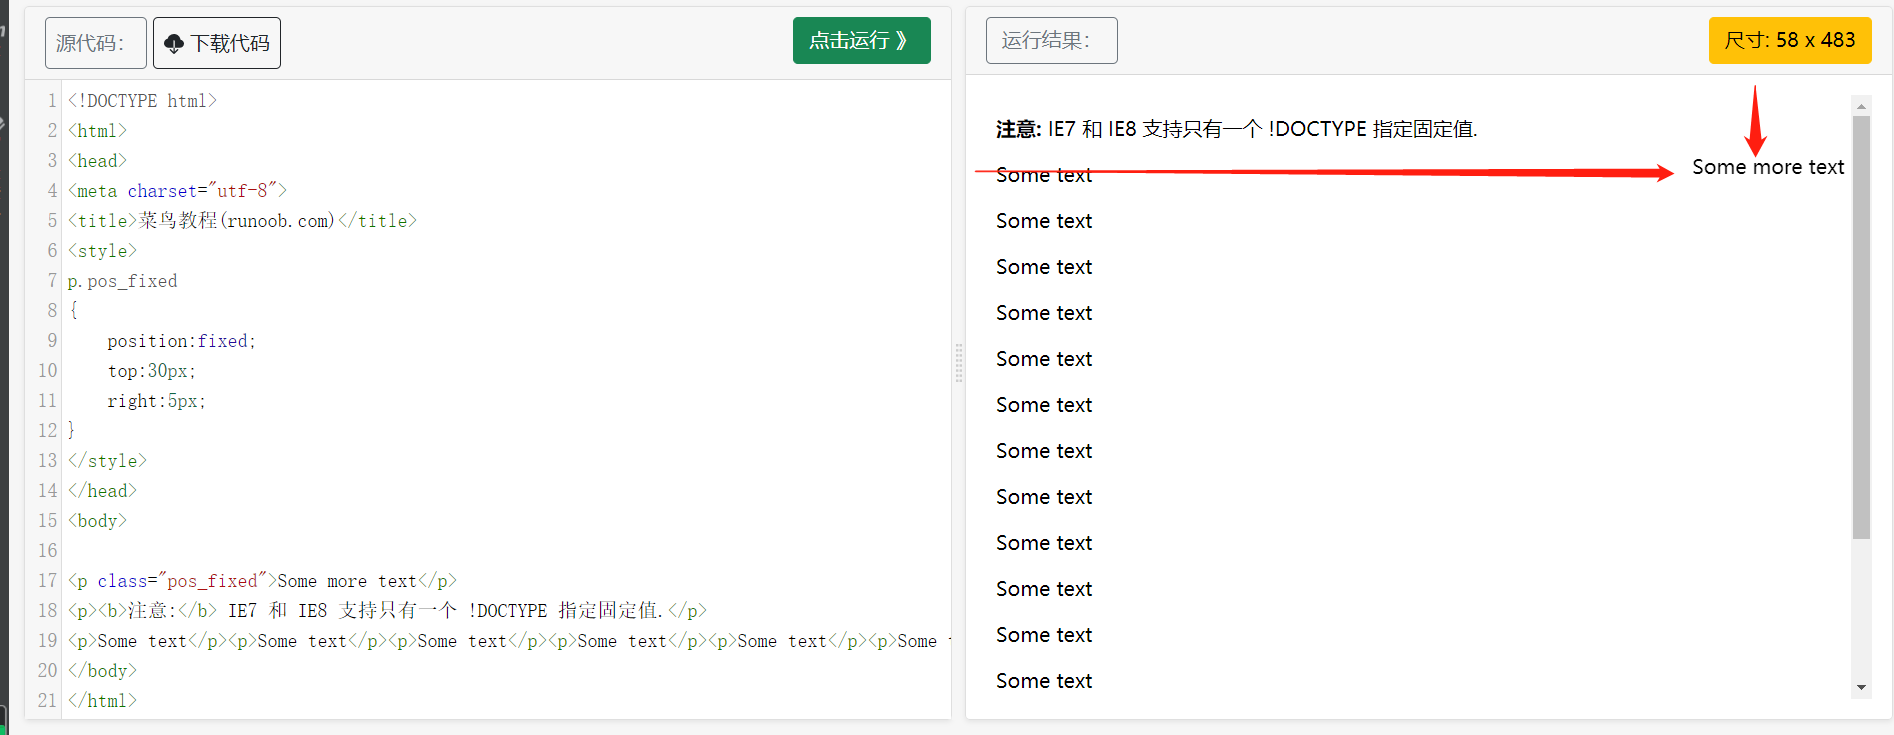 源代码：
下载代码
点击运行 》
1 <!DOCTYPE html>
2 <html>
3 <head>
4 <meta charset="utf-8">
5 <title>菜鸟教程(runoob.com)</title>
6 <style>
7 p.pos_fixed
8 {
9 position:fixed;
10 top:30px;
11 right:5px;
12 }
13 </style>
14 </head>
15 <body>
16
17 <p class="pos_fixed">Some more text</p>
18 <p><b>注意:</b> IE7 和 IE8 支持只有一个 !DOCTYPE 指定固定值.</p>
19 <p>Some text</p><p>Some text</p><p>Some text</p><p>Some text</p><p>Some text</p><p>Some
20 </body>
21 </html>
运行结果：
尺寸: 58 x 483
注意: IE7 和 IE8 支持只有一个 !DOCTYPE 指定固定值.
Some more text
Some text
Some text
Some text
Some text
Some text
Some text
Some text
Some text
Some text
Some text
Some text
Some text